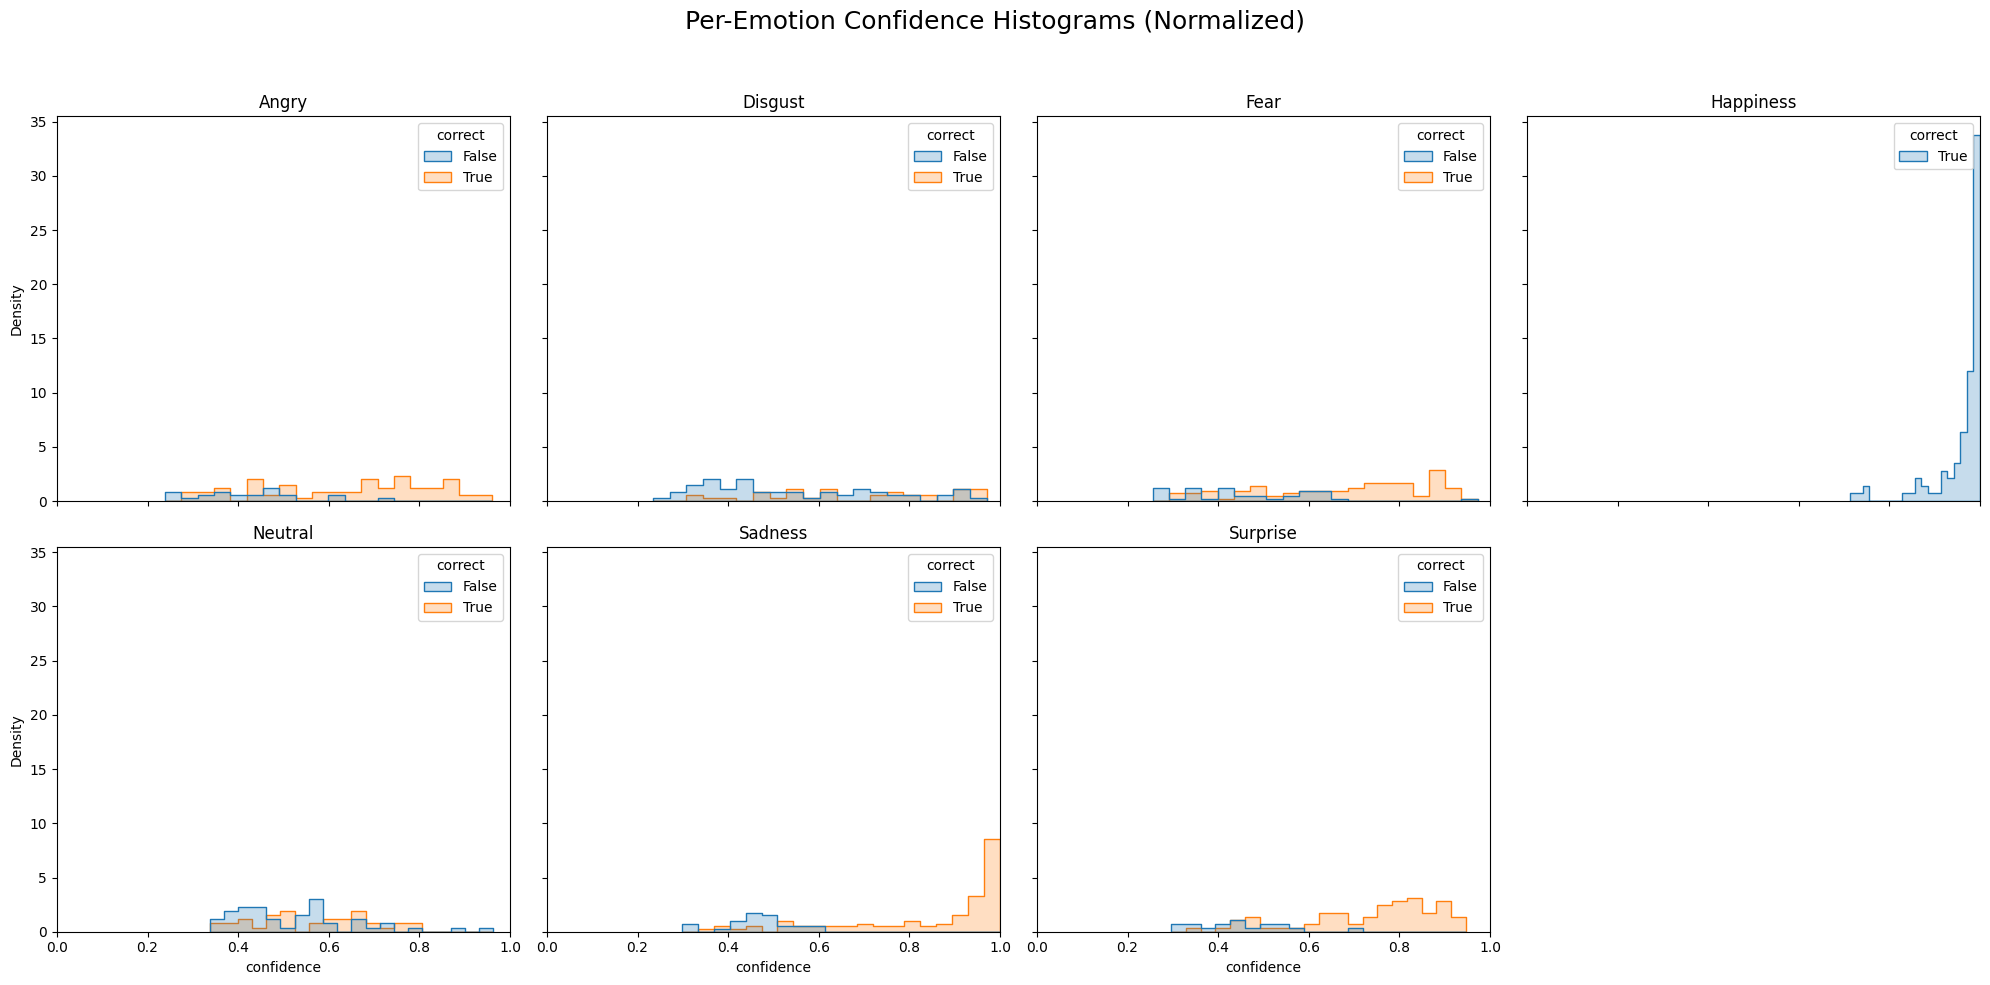 Per-Emotion Confidence Histograms (Normalized)
Angry
Disgust
Fear
Happiness
correct
False
True
correct
False
True
correct
False
True
correct
True
35
30
25
20
15
10
5
0
Density
Neutral
Sadness
Surprise
correct
False
True
correct
False
True
correct
False
True
35
30
25
20
15
10
5
0
Density
0.0 0.2 0.4 0.6 0.8 1.0
0.0 0.2 0.4 0.6 0.8 1.0
0.0 0.2 0.4 0.6 0.8 1.0
confidence
confidence
confidence